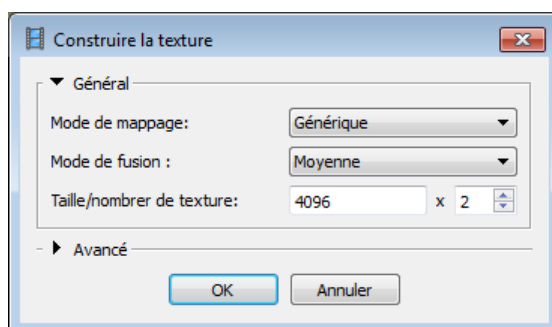 Construire la texture
Général
Mode de mappage: Générique
Mode de fusion : Moyenne
Taille/nombrer de texture: 4096 x 2
Avancé
OK Annuler